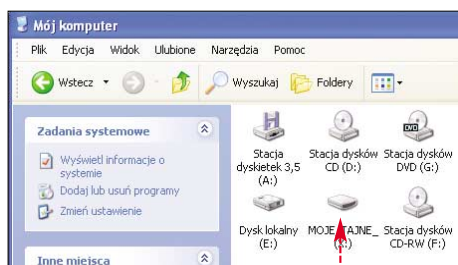 Mój komputer
Plik Edycja Widok Ulubione Narzędzia Pomoc
Wstecz Wyszukaj Foldery
Zadania systemowe
Wyświetl informacje o
systemie
Dodaj lub usuń programy
Zmień ustawienie
Inne miejsca
Stacja
dyskietek 3,5
(A:)
Stacja dysków
CD (D:)
DVD
Stacja dysków
DVD (G:)
Dysk lokalny
(E:)
MOJE_TAJNE_
Stacja dysków
CD-RW (F:)